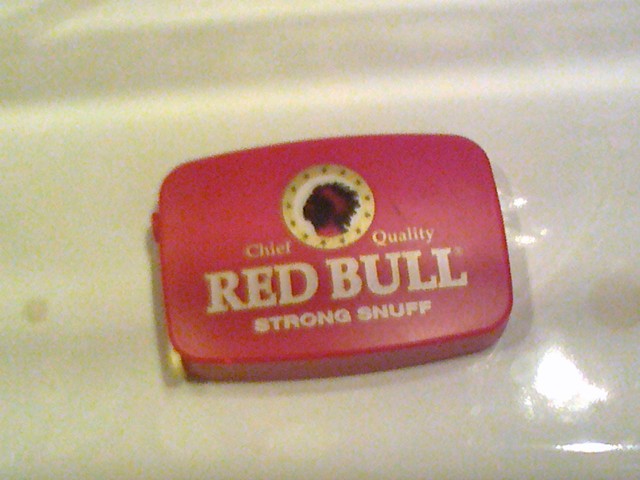 Chief Quality
RED BULL®
STRONG SNUFF